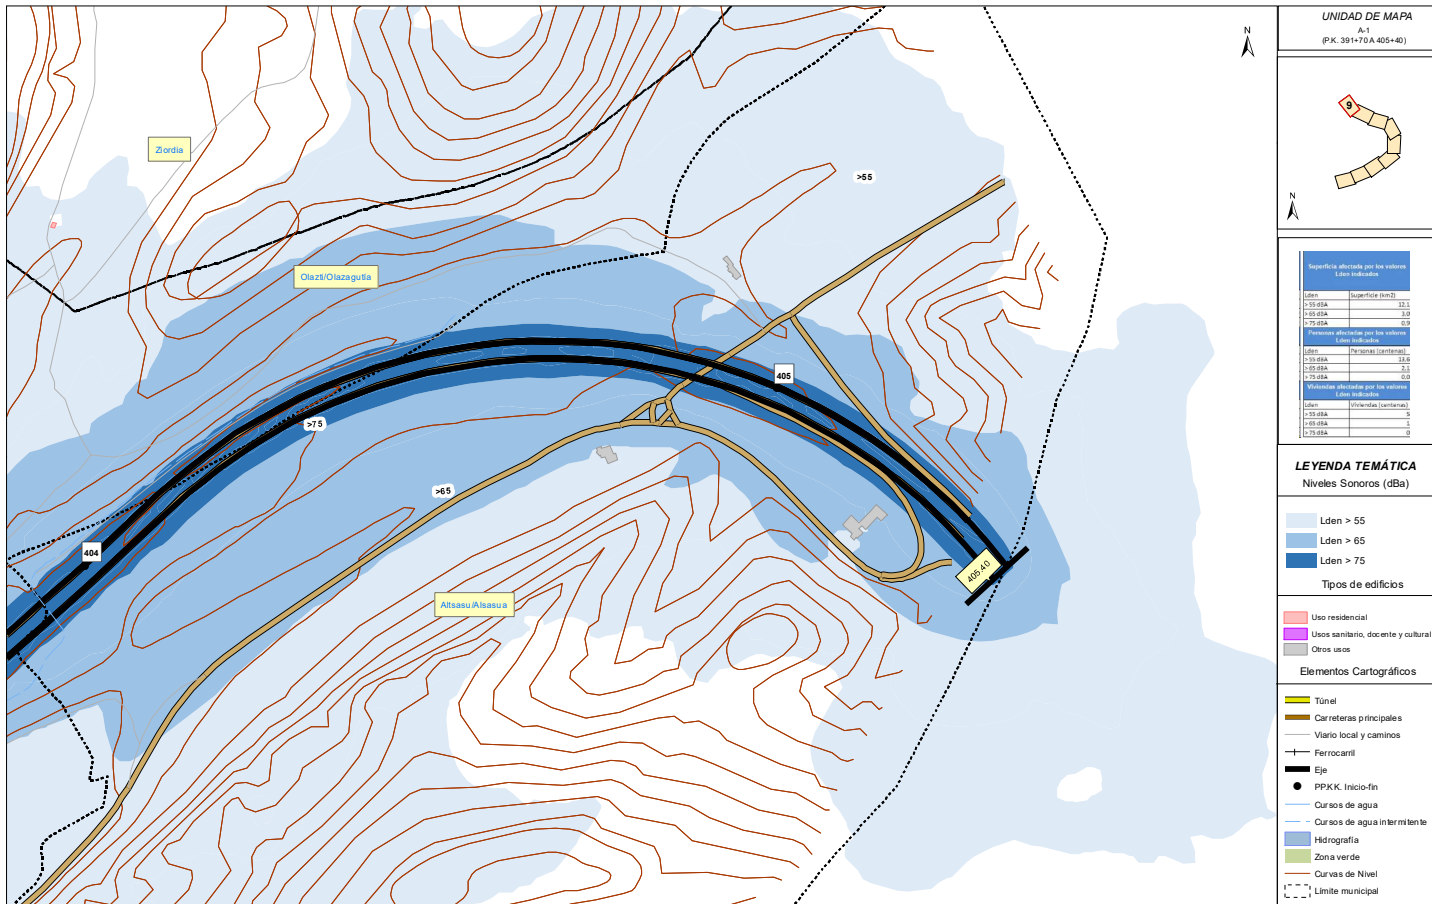 UNIDAD DE MAPA
A-1
(P.K. 391+70 A 405+40)
N
9
N
Ziordia
>55
Olazti/Olazagutía
405
>75
>65
404
405,40
Altsasu/Alsasua
Superficie afectada por los valores
Lden indicados
Lden Superficie (km2)
> 55 dBA 12,1
> 65 dBA 3,0
> 75 dBA 0,9
Personas afectadas por los valores
Lden indicados
Lden Personas (centenas)
> 55 dBA 13,6
> 65 dBA 2,1
> 75 dBA 0,0
Viviendas afectadas por los valores
Lden indicados
Lden Viviendas (centenas)
> 55 dBA 5
> 65 dBA 1
> 75 dBA 0
LEYENDA TEMÁTICA
Niveles Sonoros (dBa)
Lden > 55
Lden > 65
Lden > 75
Tipos de edificios
Uso residencial
Usos sanitario, docente y cultural
Otros usos
Elementos Cartográficos
Túnel
Carreteras principales
Viario local y caminos
Ferrocarril
Eje
PP.KK. Inicio-fin
Cursos de agua
Cursos de agua intermitente
Hidrografía
Zona verde
Curvas de Nivel
Límite municipal